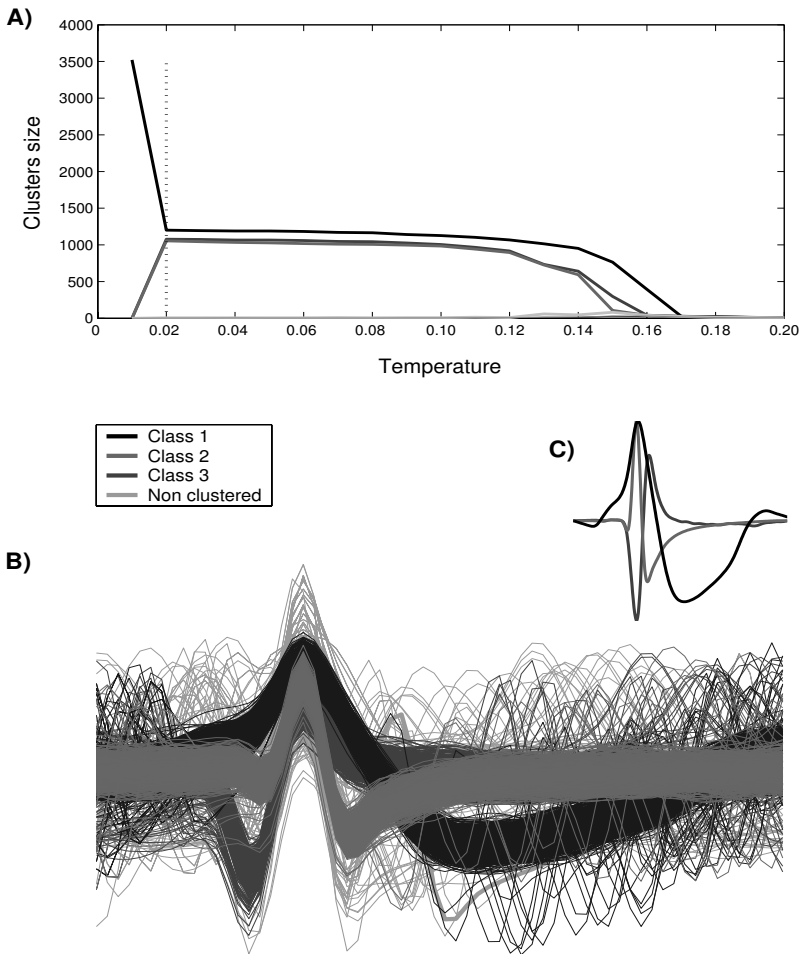 A)
4000
3500
3000
2500
2000
1500
1000
500
0
Clusters size
0 0.02 0.04 0.06 0.08 0.10 0.12 0.14 0.16 0.18 0.20
Temperature
Class 1
Class 2
Class 3
Non clustered
C)
B)